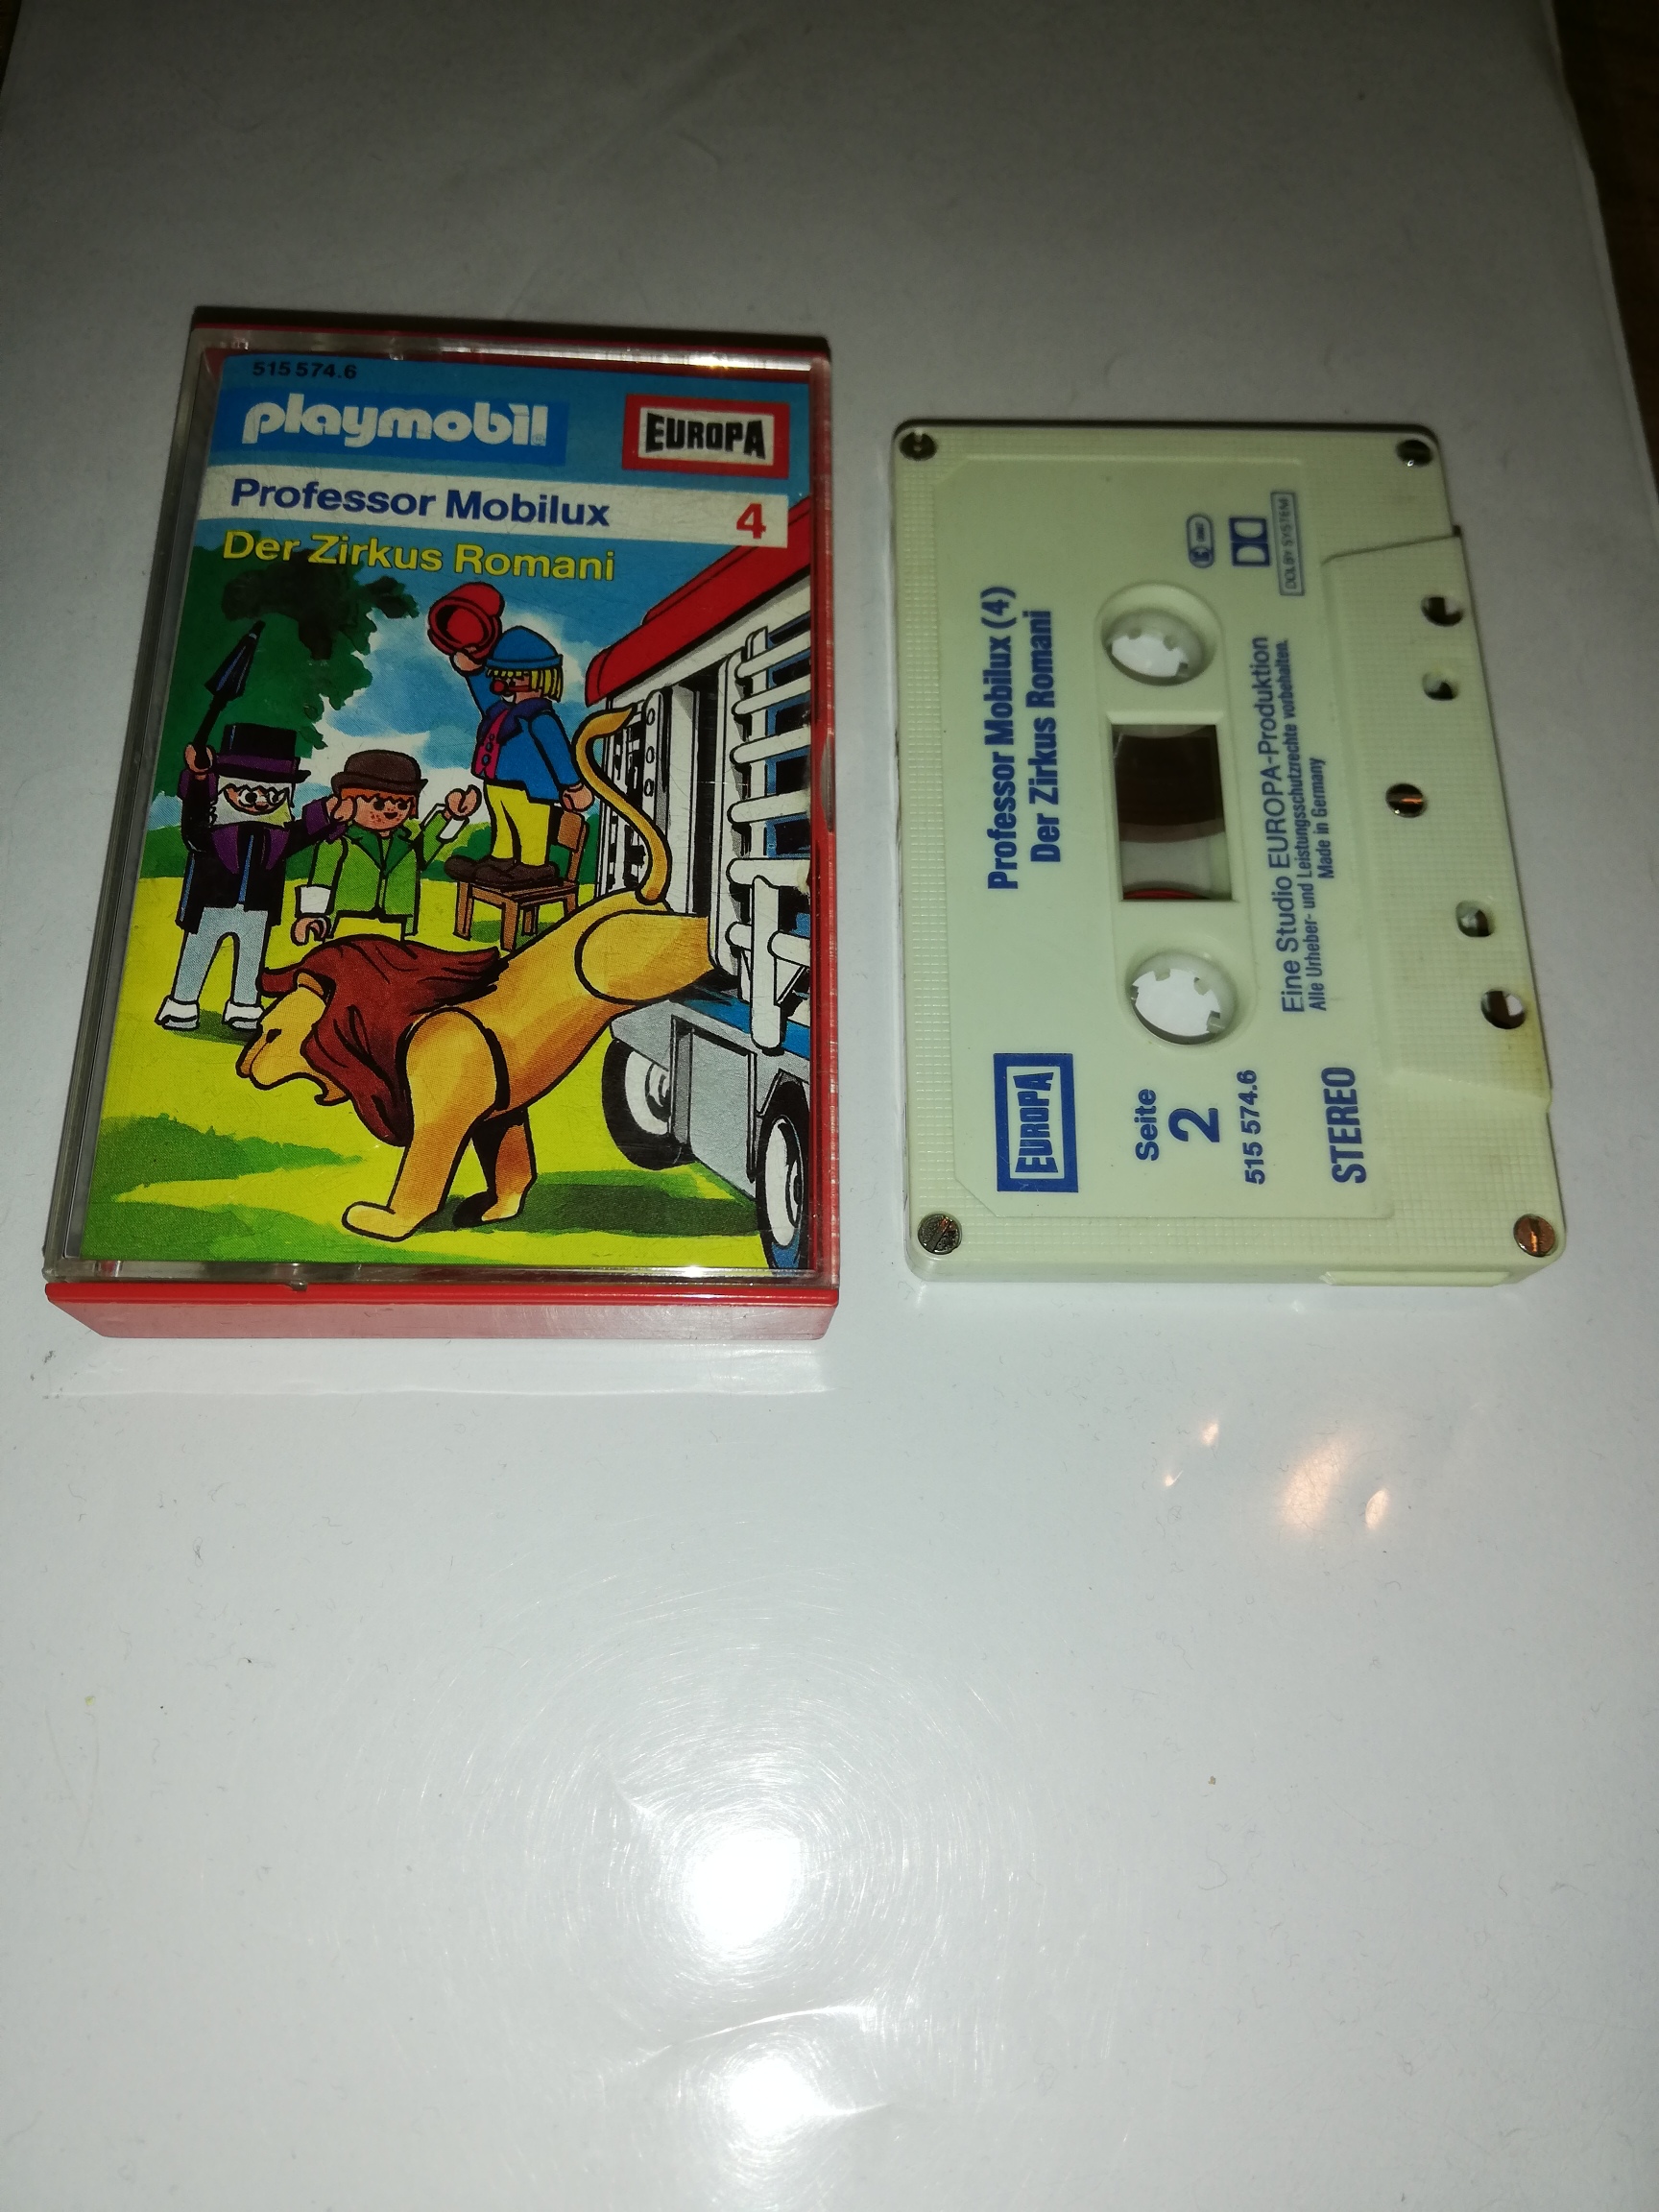 515 574.6
playmobil
EUROPA
Professor Mobilux 4
Der Zirkus Romani
Professor Mobilux (4)
Der Zirkus Romani
DOLBY SYSTEM
Eine Studio EUROPA-Produktion
Alle Urheber- und Leistungsschutzrechte vorbehalten.
Made in Germany
EUROPA
Seite
2
515 574.6
STEREO